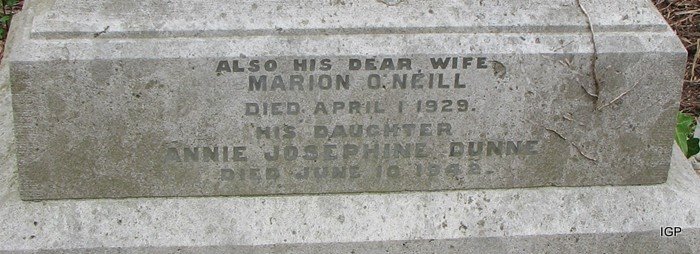 ALSO HIS DEAR WIFE
MARION O'NEILL
DIED APRIL 1 1929.
HIS DAUGHTER
ANNIE JOSEPHINE DUNNE
DIED JUNE 10 1948.
IGP